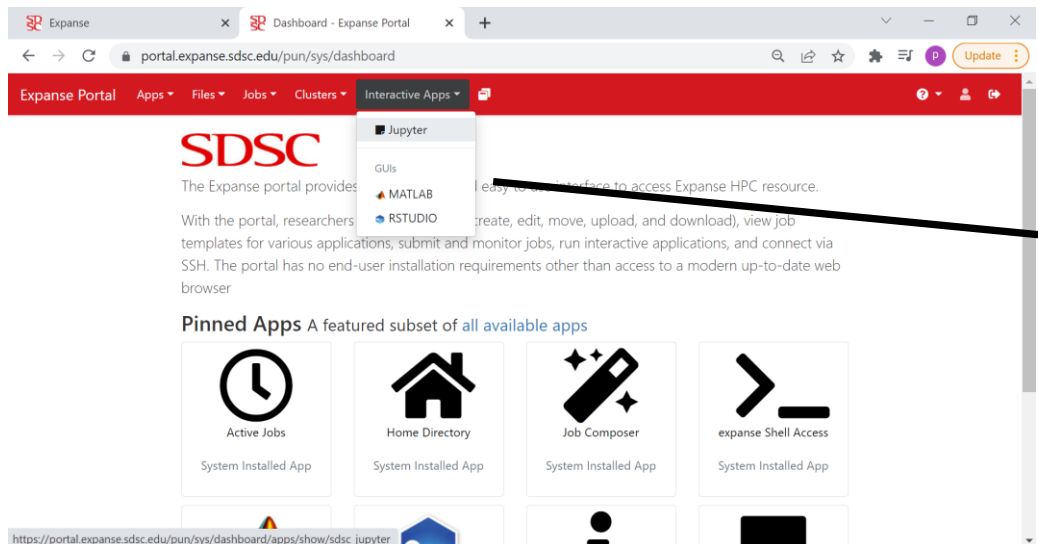 Expanse
Dashboard - Expanse Portal
portal.expanse.sdsc.edu/pun/sys/dashboard
P
Update
Expanse Portal Apps Files Jobs Clusters Interactive Apps
Jupyter
GUIs
MATLAB
RSTUDIO
SDSC
The Expanse portal provides easy to use interface to access Expanse HPC resource.
With the portal, researchers create, edit, move, upload, and download), view job
templates for various applications, submit and monitor jobs, run interactive applications, and connect via
SSH. The portal has no end-user installation requirements other than access to a modern up-to-date web
browser
Pinned Apps A featured subset of all available apps
Active Jobs
System Installed App
Home Directory
System Installed App
Job Composer
System Installed App
expanse Shell Access
System Installed App
https://portal.expanse.sdsc.edu/pun/sys/dashboard/apps/show/sdsc_jupyter